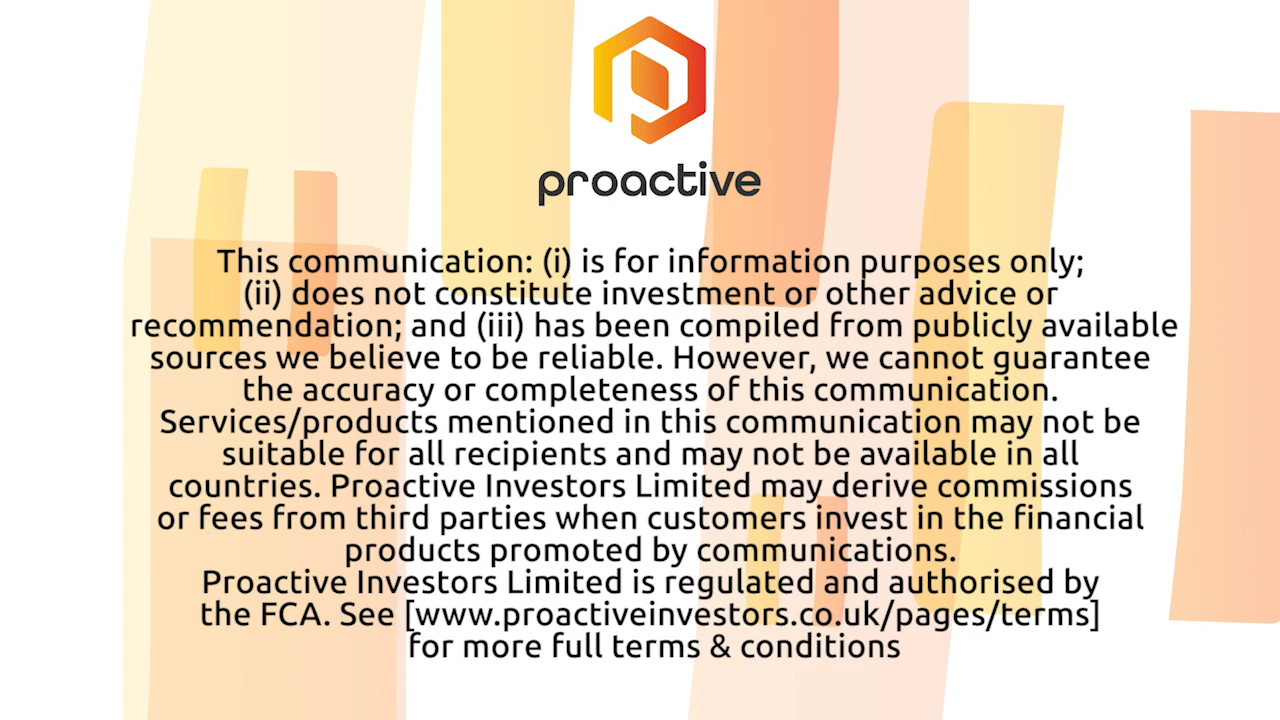 proactive
This communication: (i) is for information purposes only;
(ii) does not constitute investment or other advice or
recommendation; and (iii) has been compiled from publicly available
sources we believe to be reliable. However, we cannot guarantee
the accuracy or completeness of this communication.
Services/products mentioned in this communication may not be
suitable for all recipients and may not be available in all
countries. Proactive Investors Limited may derive commissions
or fees from third parties when customers invest in the financial
products promoted by communications.
Proactive Investors Limited is regulated and authorised by
the FCA. See [www.proactiveinvestors.co.uk/pages/terms]
for more full terms & conditions